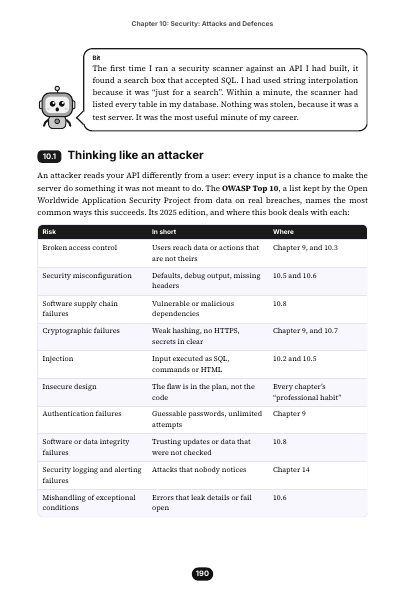 Chapter 10: Security: Attacks and Defences
Bit
The first time I ran a security scanner against an API I had built, it
found a search box that accepted SQL. I had used string interpolation
because it was “just for a search”. Within a minute, the scanner had
listed every table in my database. Nothing was stolen, because it was a
test server. It was the most useful minute of my career.
10.1 Thinking like an attacker
An attacker reads your API differently from a user: every input is a chance to make the
server do something it was not meant to do. The OWASP Top 10, a list kept by the Open
Worldwide Application Security Project from data on real breaches, names the most
common ways this succeeds. Its 2025 edition, and where this book deals with each:
Risk In short Where
Broken access control Users reach data or actions that Chapter 9, and 10.3
are not theirs
Security misconfiguration Defaults, debug output, missing 10.5 and 10.6
headers
Software supply chain Vulnerable or malicious 10.8
failures dependencies
Cryptographic failures Weak hashing, no HTTPS, Chapter 9, and 10.7
secrets in clear
Injection Input executed as SQL, 10.2 and 10.5
commands or HTML
Insecure design The flaw is in the plan, not the Every chapter’s
code “professional habit”
Authentication failures Guessable passwords, unlimited Chapter 9
attempts
Software or data integrity Trusting updates or data that 10.8
failures were not checked
Security logging and alerting Attacks that nobody notices Chapter 14
failures
Mishandling of exceptional Errors that leak details or fail 10.6
conditions open
190